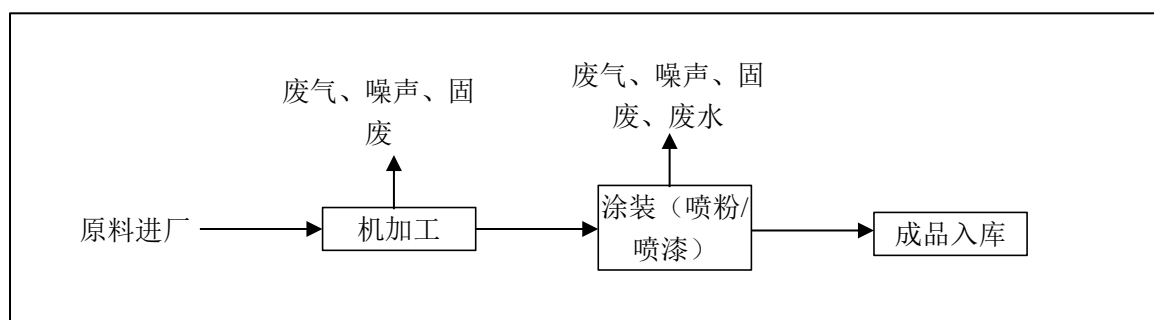 废气、噪声、固
废
废气、噪声、固
废、废水
原料进厂
机加工
涂装（喷粉/
喷漆）
成品入库